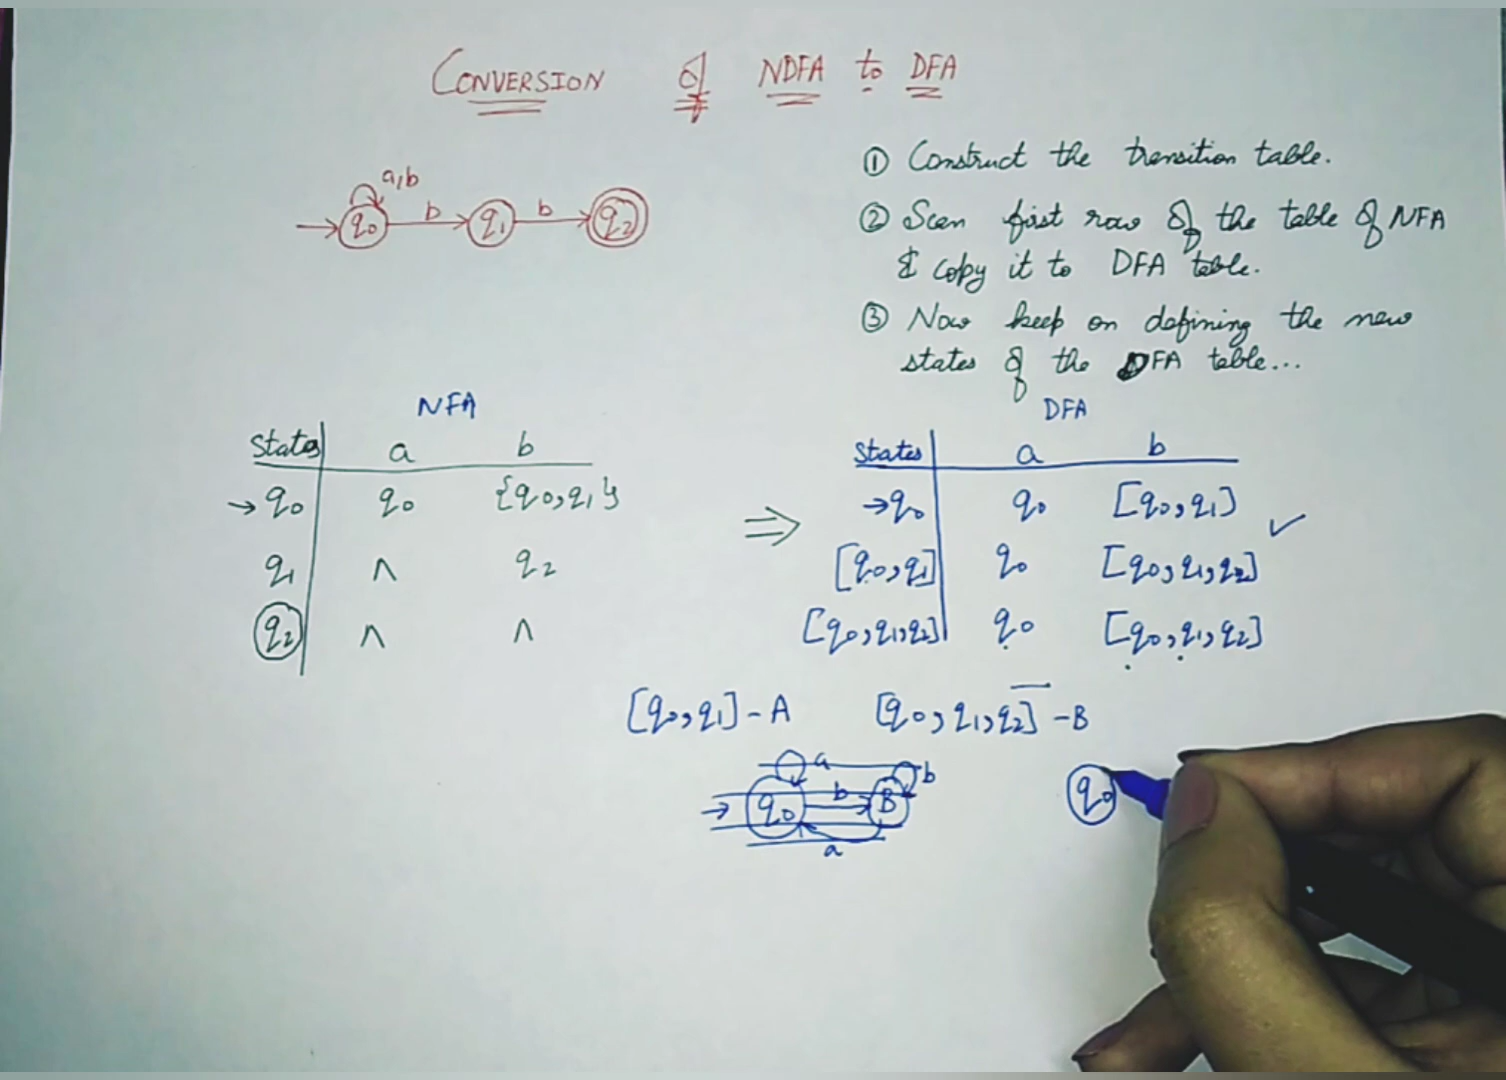 CONVERSION of NDFA to DFA
a,b
→ q0 b q1 b q2
① Construct the transition table.
② Scan first row of the table of NFA
& copy it to DFA table.
③ Now keep on defining the new
states of the DFA table...
NFA
States a b
→ q0 q0 {q0,q1}
q1 ∧ q2
q2 ∧ ∧
⇒
DFA
States a b
→q0 q0 [q0,q1] ✓
[q0,q1] q0 [q0,q1,q2]
[q0,q1,q2] q0 [q0,q1,q2]
[q0,q1]-A [q0,q1,q2]-B
a b
→ q0 b B
a
q0